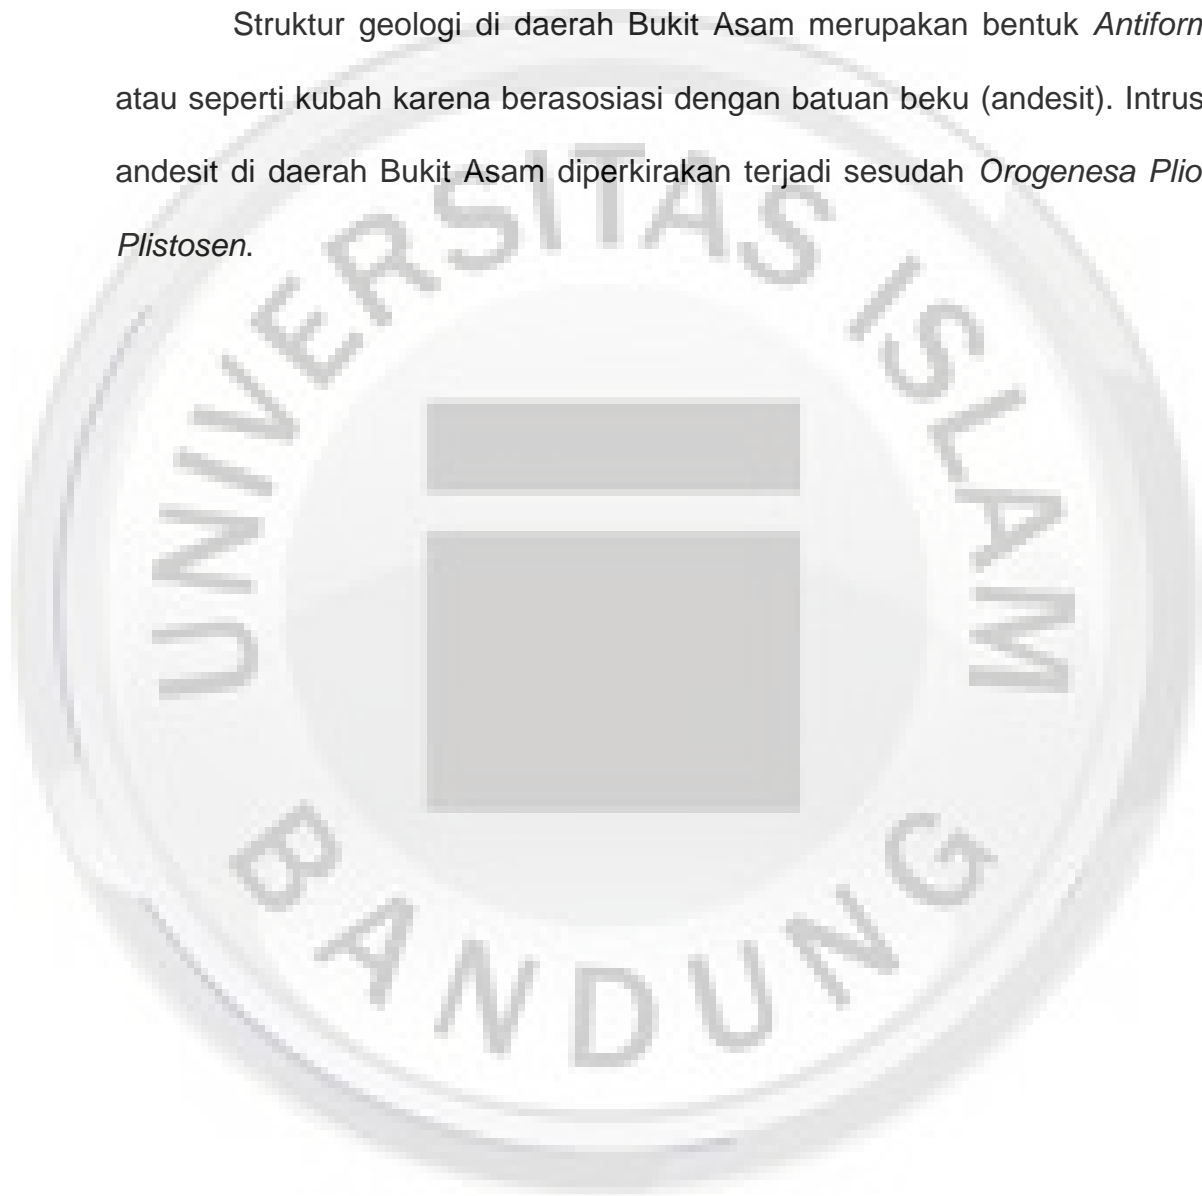 Struktur geologi di daerah Bukit Asam merupakan bentuk Antiform
atau seperti kubah karena berasosiasi dengan batuan beku (andesit). Intrus
andesit di daerah Bukit Asam diperkirakan terjadi sesudah Orogenesa Plio
Plistosen.
UNIVERSITAS ISLAM
BANDUNG